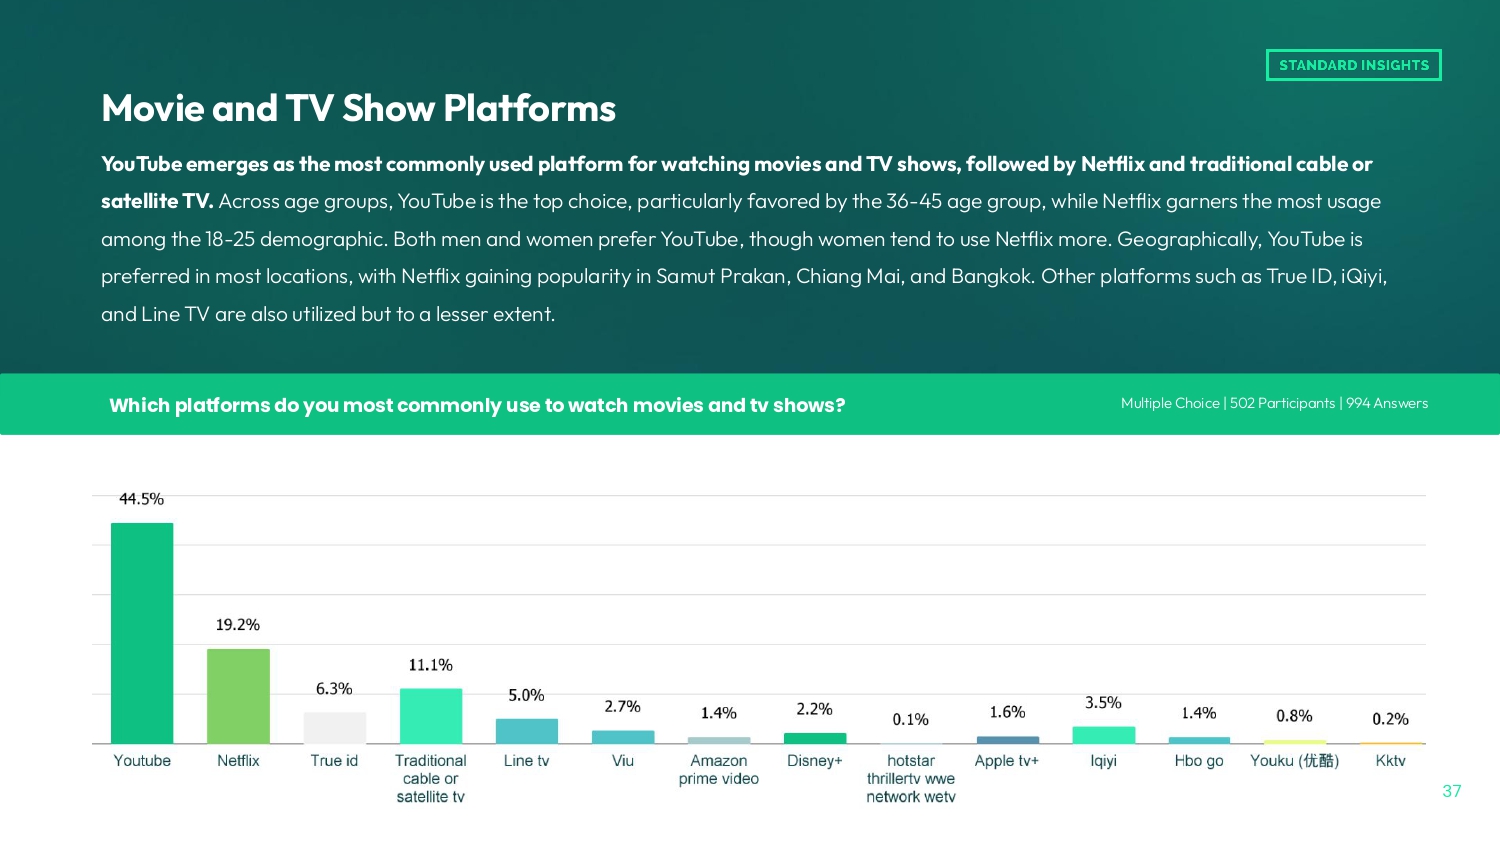 STANDARD INSIGHTS
Movie and TV Show Platforms
YouTube emerges as the most commonly used platform for watching movies and TV shows, followed by Netflix and traditional cable or
satellite TV. Across age groups, YouTube is the top choice, particularly favored by the 36-45 age group, while Netflix garners the most usage
among the 18-25 demographic. Both men and women prefer YouTube, though women tend to use Netflix more. Geographically, YouTube is
preferred in most locations, with Netflix gaining popularity in Samut Prakan, Chiang Mai, and Bangkok. Other platforms such as True ID, iQiyi,
and Line TV are also utilized but to a lesser extent.
Which platforms do you most commonly use to watch movies and tv shows?
Multiple Choice | 502 Participants | 994 Answers
44.5%
19.2%
6.3%
11.1%
5.0%
2.7%
1.4%
2.2%
0.1%
1.6%
3.5%
1.4%
0.8%
0.2%
Youtube
Netflix
True id
Traditional
cable or
satellite tv
Line tv
Viu
Amazon
prime video
Disney+
hotstar
thrillertv wwe
network wetv
Apple tv+
Iqiyi
Hbo go
Youku (优酷)
Kktv
37